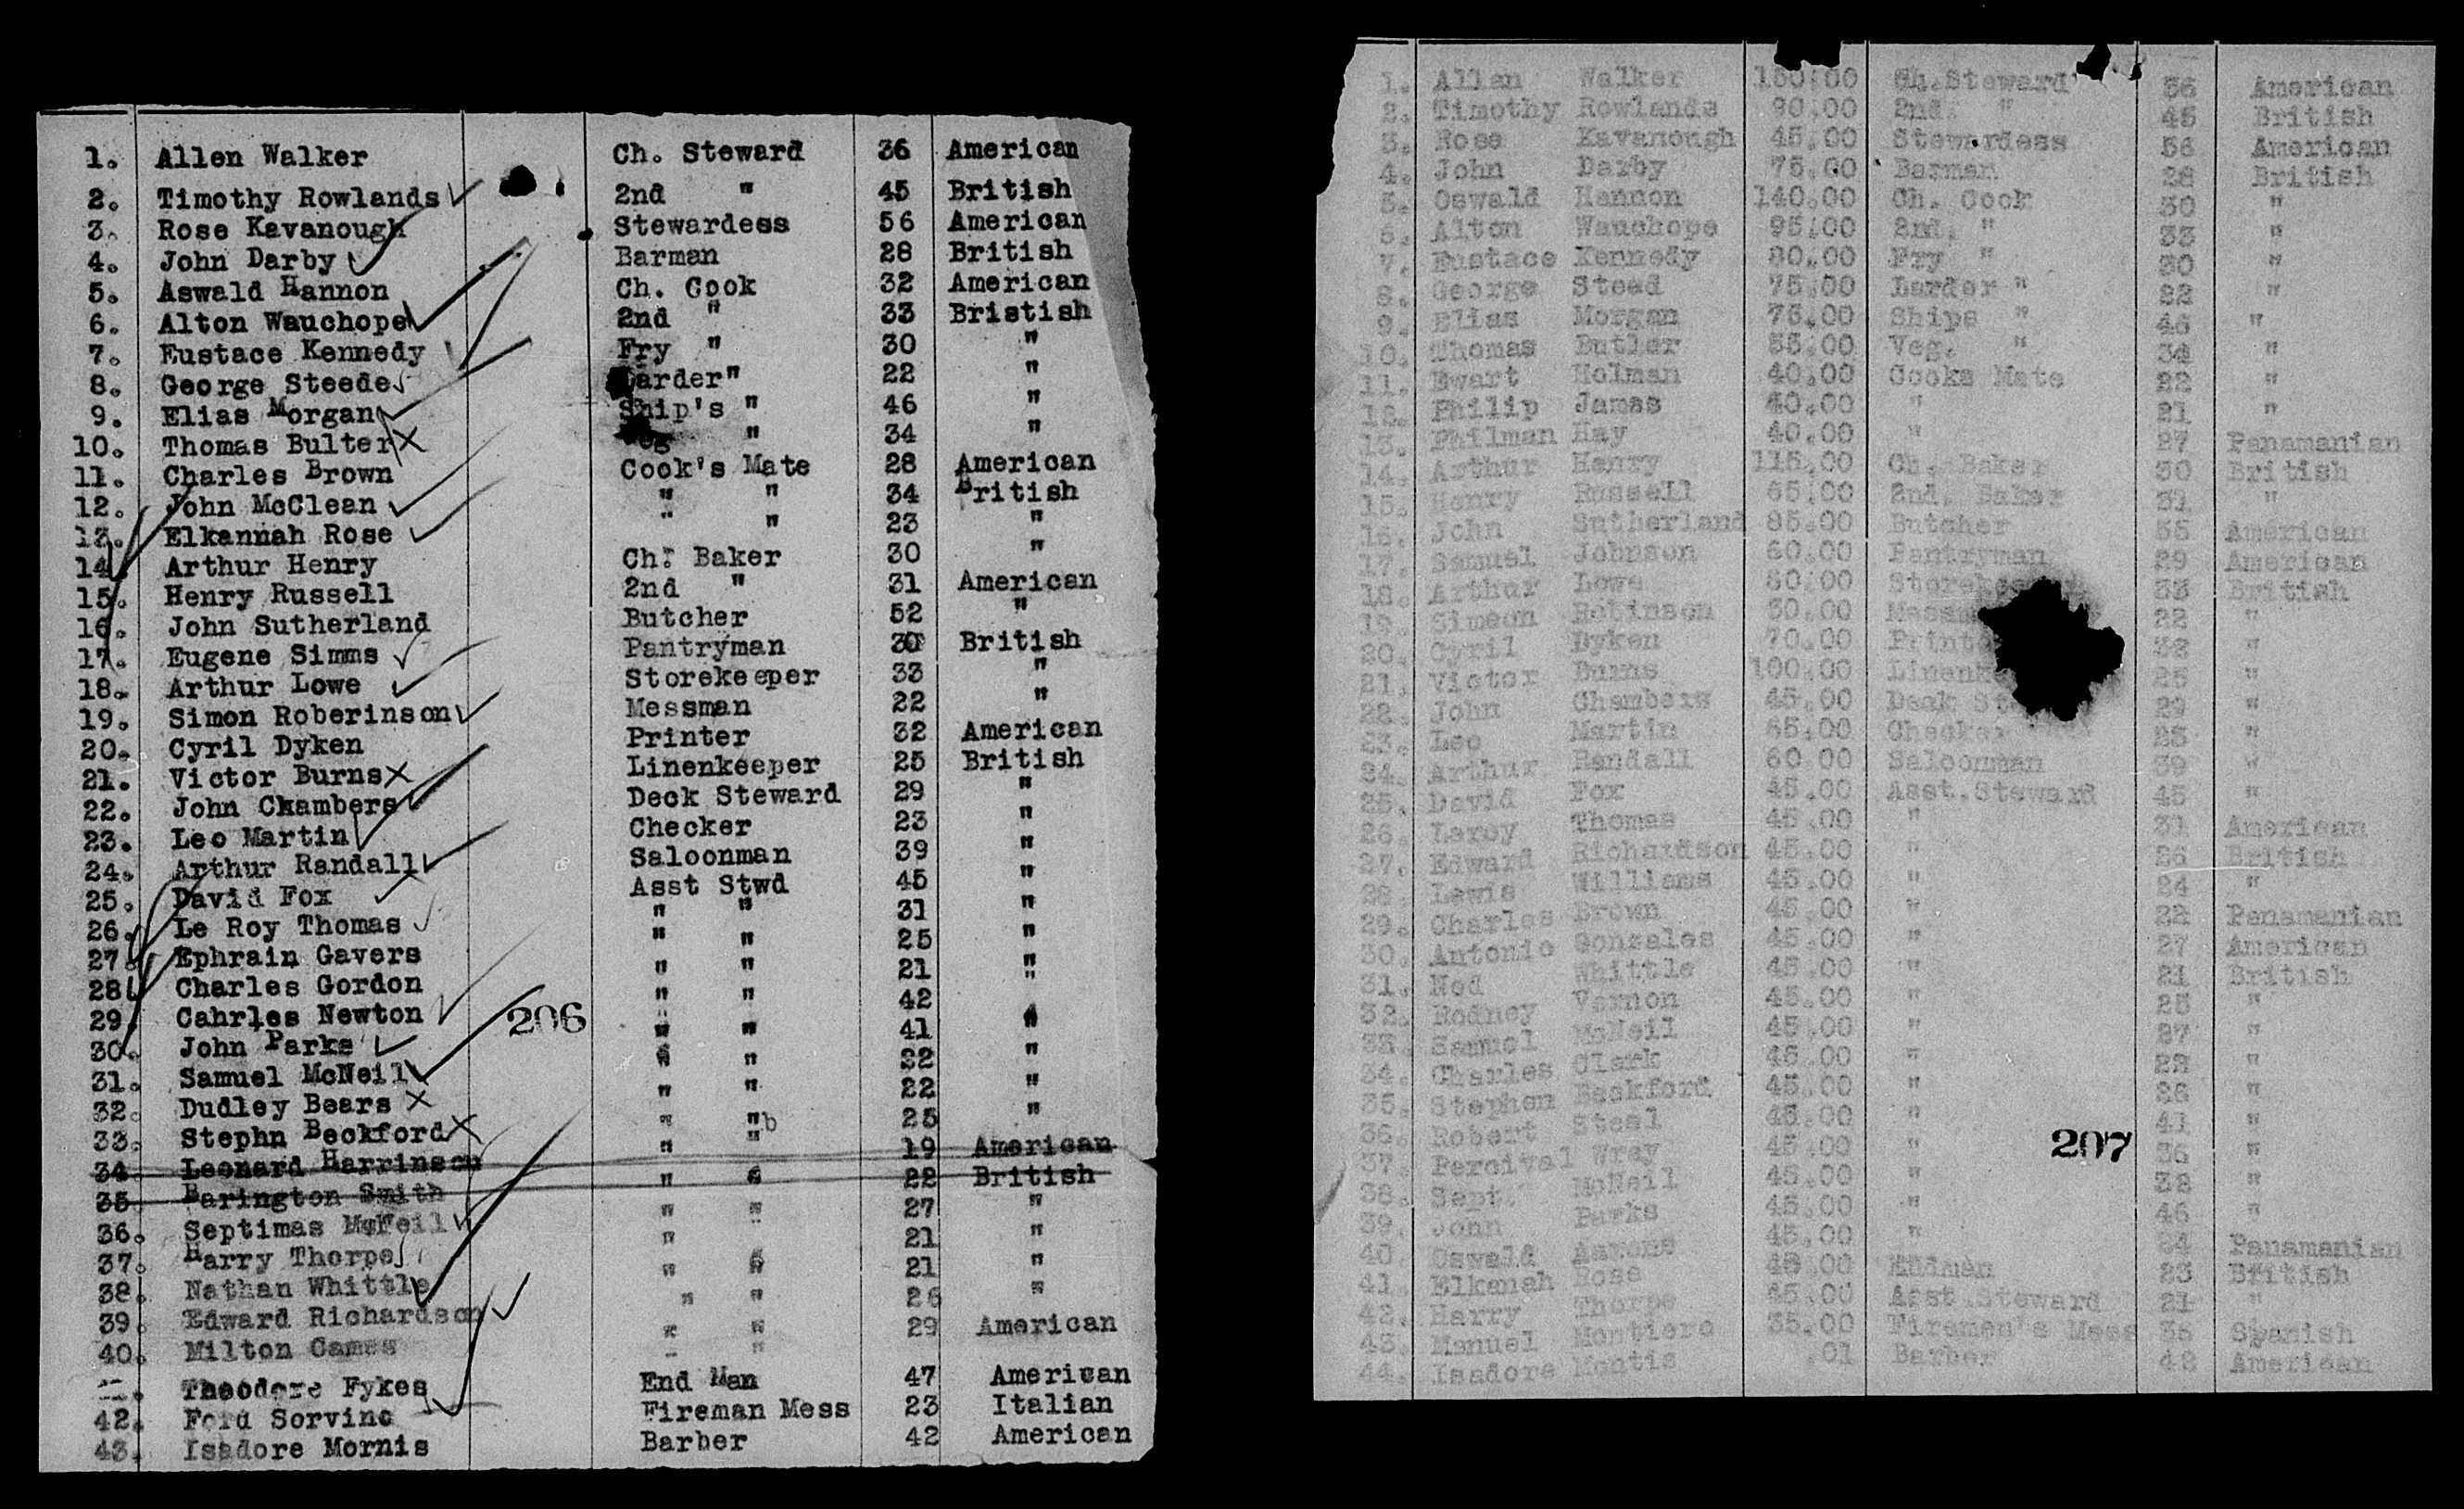 1. Allen Walker Ch. Steward 36 American
2. Timothy Rowlands 2nd " 45 British
3. Rose Kavanough Stewardess 56 American
4. John Darby Barman 28 British
5. Aswald Hannon Ch. Cook 32 American
6. Alton Wauchope 2nd " 33 Bristish
7. Eustace Kennedy Fry " 30 "
8. George Steede Larder" 22 "
9. Elias Morgan Ship's " 46 "
10. Thomas Bulter Veg " 34 "
11. Charles Brown Cook's Mate 28 American
12. John McClean " " 34 British
13. Elkannah Rose " " 23 "
14. Arthur Henry Ch. Baker 30 "
15. Henry Russell 2nd " 31 American
16. John Sutherland Butcher 52 "
17. Eugene Simms Pantryman 30 British
18. Arthur Lowe Storekeeper 33 "
19. Simon Roberinson Messman 22 "
20. Cyril Dyken Printer 32 American
21. Victor Burns Linenkeeper 25 British
22. John Chambers Deck Steward 29 "
23. Leo Martin Checker 23 "
24. Arthur Randall Saloonman 39 "
25. David Fox Asst Stwd 45 "
26. Le Roy Thomas " " 31 "
27. Ephrain Gavers " " 25 "
28. Charles Gordon " " 21 "
29. Cahrles Newton " " 42 "
30. John Parks " " 41 "
31. Samuel McNeil " " 22 "
32. Dudley Bears " " 22 "
33. Stephn Beckford " "b 25 "
34 Leonard Harrinson " " 19 American
35 Barington Smith " 22 British
36. Septimas McNeil " " 27 "
37. Harry Thorpe " 21 "
38. Nathan Whittle " 21 "
39. Edward Richardson " " 26 "
40. Milton " " 29 American
Theodore Fykes End Man 47 American
42. Ford Sorvino Fireman Mess 23 Italian
43. Isadore Mornis Barber 42 American
206
1. Allan Walker 150.00 Ch.Steward 36 American
2. Timothy Rowlands 90.00 2nd. " 45 British
3. Rose Kavanough 45.00 Stewardess 56 American
4. John Darby 75.00 Barman 28 British
5. Oswald Hannon 140.00 Ch. Cook 30 "
6. Alton Wauchope 95.00 2nd. " 33 "
7. Eustace Kennedy 80.00 Fry " 30 "
8. George Steed 75.00 Larder " 22 "
9. Elias Morgan 75.00 Ships " 46 "
10. Thomas Butler 55.00 Veg. " 34 "
11. Ewart Holman 40.00 Cooks Mate 22 "
12. Philip James 40.00 " 21 "
13. Philman Hay 40.00 " 27 Panamanian
14. Arthur Henry 115.00 Ch. Baker 30 British
15. Henry Russell 85.00 2nd. Baker 31 "
16. John Sutherland 85.00 Butcher 55 American
17. Samuel Johnson 60.00 Pantryman 29 American
18. Arthur Lowe 60.00 33 British
19. Simeon Robinson 50.00 22 "
20. Cyril Dyken 70.00 32 "
21. Victor Burns 100.00 25 "
22. John Chambers 45.00 Deck 29 "
23. Leo Martin 65.00 Checker 23 "
24. Arthur Randall 60.00 Saloonman 39 "
25. David Fox 45.00 Asst.Steward 45 "
26. Leroy Thomas 45.00 " 31 American
27. Edward Richardson 45.00 " 26 British
28. Lewis Williams 45.00 " 24 "
29. Charles Brown 45.00 " 22 Panamanian
30. Antonio Gonzales 45.00 " 27 American
31. Ned Whittle 45.00 " 21 British
32. Rodney Vernon 45.00 " 25 "
33. Samuel McNeil 45.00 " 27 "
34. Charles Clark 45.00 " 22 "
35. Stephen Beckford 45.00 " 26 "
36. Robert Steal 45.00 " 41 "
37. Percival Wray 45.00 " 36 "
38. Sept. McNeil 45.00 " 32 "
39. John Parks 45.00 " 46 "
40. Oswald Aarons 45.00 " 24 Panamanian
41. Elkanah Rose 45.00 Endman 23 British
42. Harry Thorpe 45.00 Asst.Steward 21 "
43. Manuel Montiero 35.00 Firemen's Mess 36 Spanish
44. Isadore Montis .01 Barber 42 American
207